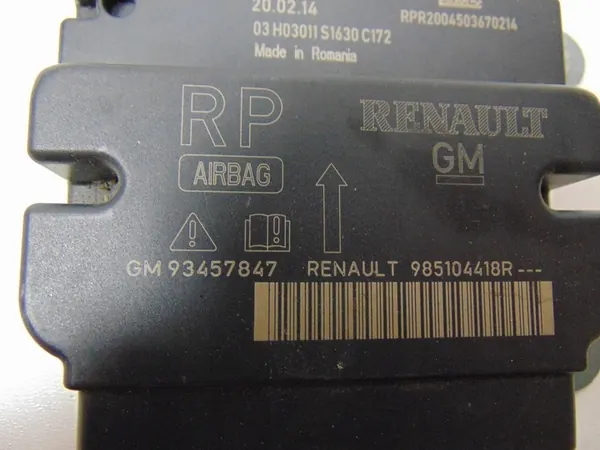 20.02.14
RPR2004503670214
03 H03011 S1630 C172
Made in Romania
RP
RENAULT
GM
AIRBAG
GM 93457847 RENAULT 985104418R---